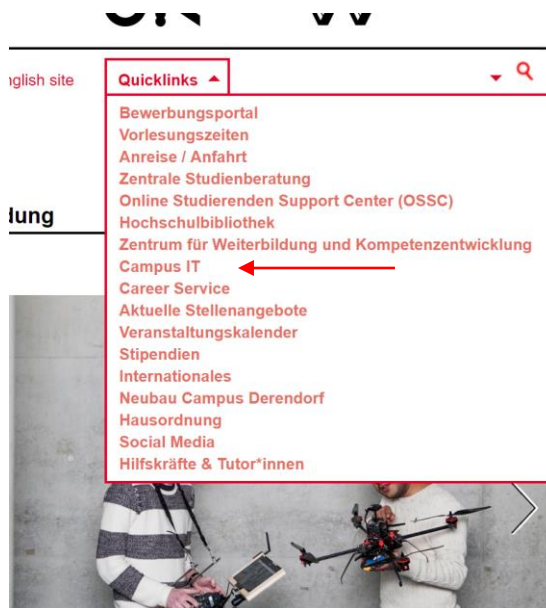 nglish site
Quicklinks
Bewerbungsportal
Vorlesungszeiten
Anreise / Anfahrt
Zentrale Studienberatung
Online Studierenden Support Center (OSSC)
dung
Hochschulbibliothek
Zentrum für Weiterbildung und Kompetenzentwicklung
Campus IT
Career Service
Aktuelle Stellenangebote
Veranstaltungskalender
Stipendien
Internationales
Neubau Campus Derendorf
Hausordnung
Social Media
Hilfskräfte & Tutor*innen